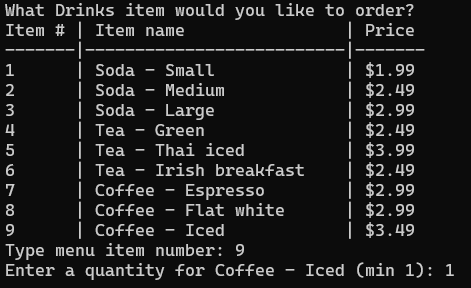 What Drinks item would you like to order?
Item # | Item name                | Price
-------|--------------------------|-------
1      | Soda - Small             | $1.99
2      | Soda - Medium            | $2.49
3      | Soda - Large             | $2.99
4      | Tea - Green              | $2.49
5      | Tea - Thai iced          | $3.99
6      | Tea - Irish breakfast    | $2.49
7      | Coffee - Espresso        | $2.99
8      | Coffee - Flat white      | $2.99
9      | Coffee - Iced            | $3.49
Type menu item number: 9
Enter a quantity for Coffee - Iced (min 1): 1